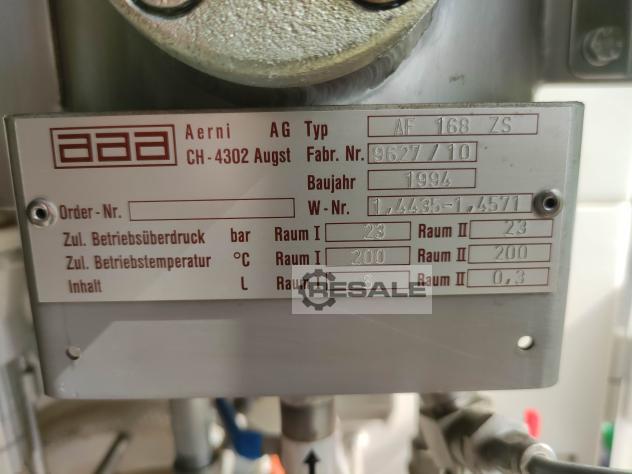 aaa Aerni AG Typ AF 168 ZS
CH-4302 Augst Fabr. Nr. 9627/10
Baujahr 1994
Order-Nr. W-Nr. 1,4435-1,4571
Zul. Betriebsüberdruck bar Raum I 23 Raum II 23
Zul. Betriebstemperatur °C Raum I 200 Raum II 200
Inhalt L Raum II 0,3
RESALE